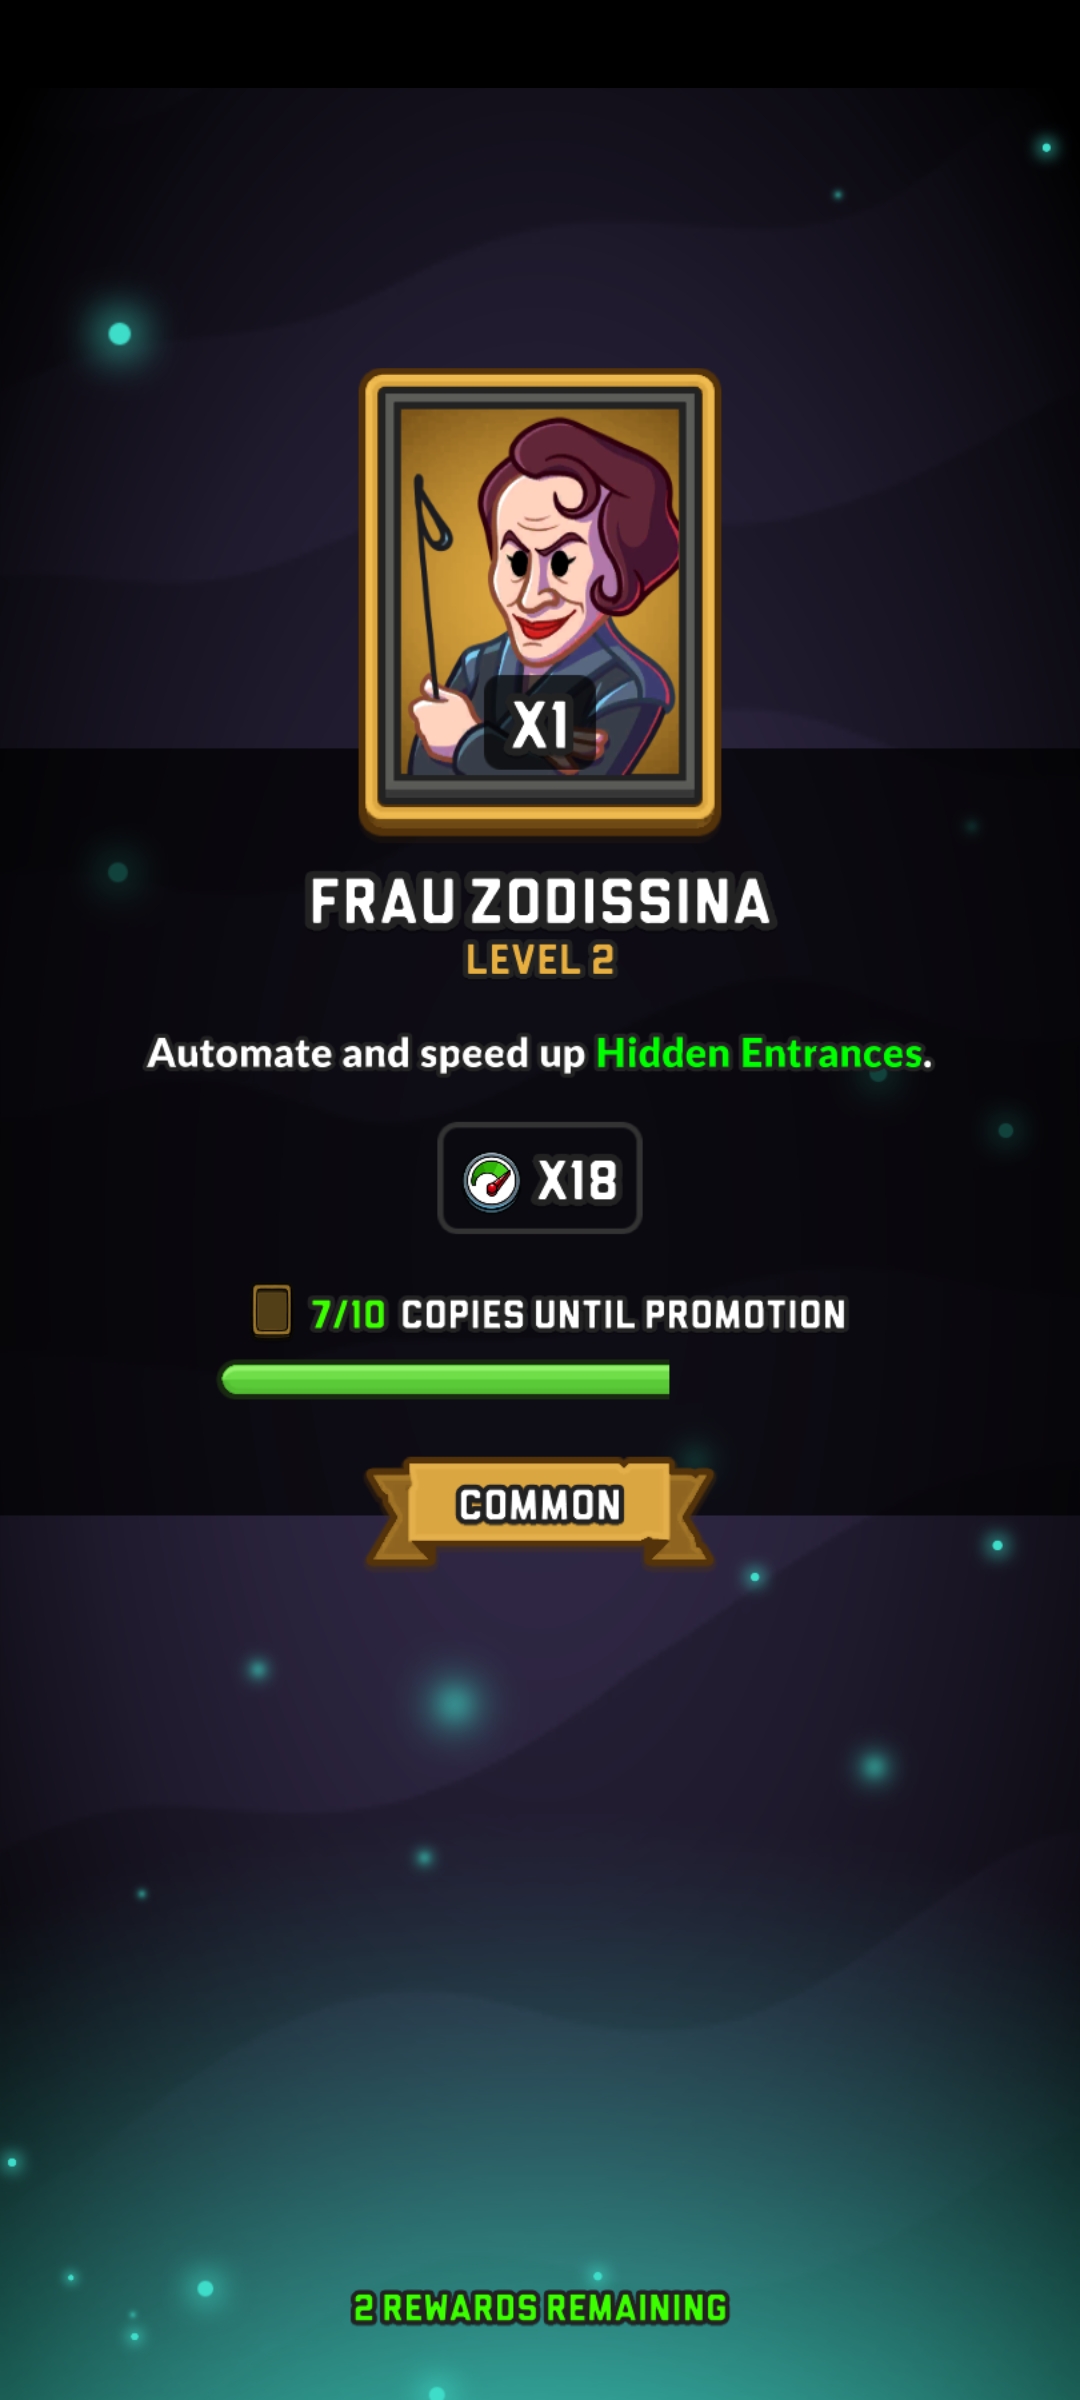 X1
FRAU ZODISSINA
LEVEL 2
Automate and speed up Hidden Entrances.
X18
7/10 COPIES UNTIL PROMOTION
COMMON
2 REWARDS REMAINING